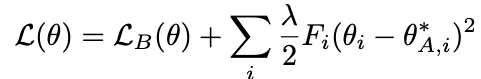 ℒ(θ) = ℒ_B(θ) + ∑_i λ/2 F_i(θ_i − θ*_{A,i})²